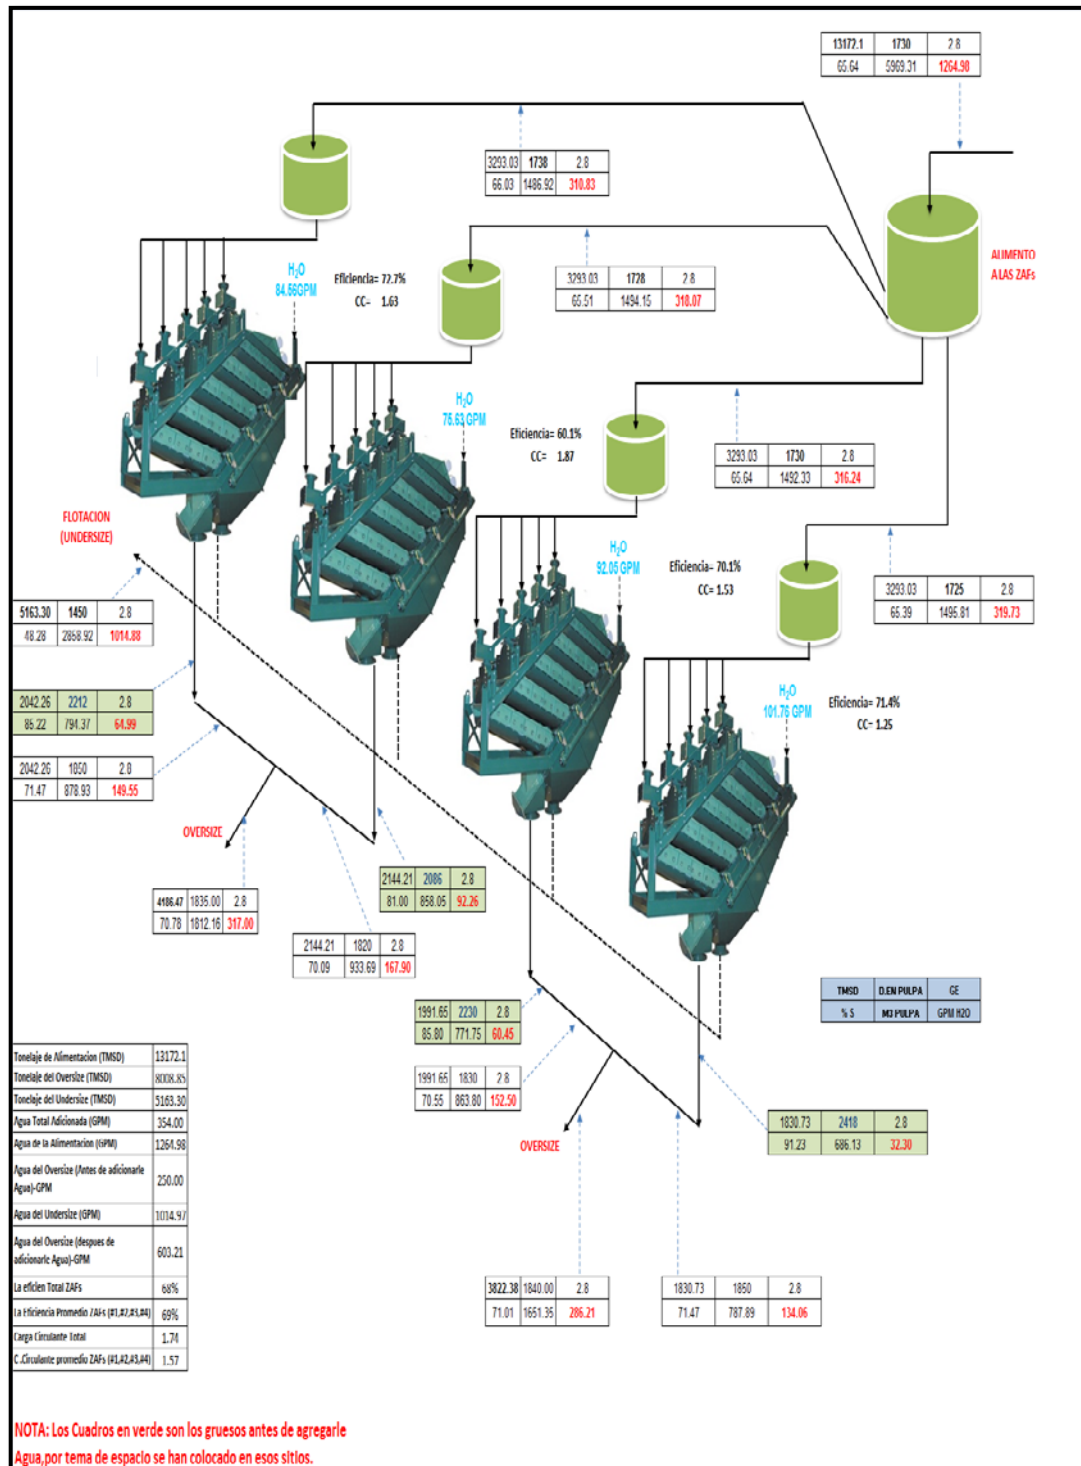 13172.1 1730 2.8
65.64 5969.31 1264.98
3293.03 1738 2.8
66.03 1486.92 310.83
ALIMENTO
A LAS ZAFs
H2O
84.56GPM
Eficiencia= 72.7%
CC= 1.63
3293.03 1728 2.8
65.51 1494.15 318.07
H2O
75.63 GPM
Eficiencia= 60.1%
CC= 1.87
3293.03 1730 2.8
65.64 1492.33 316.24
FLOTACION
(UNDERSIZE)
H2O
92.05 GPM
Eficiencia= 70.1%
CC= 1.53
3293.03 1725 2.8
65.39 1495.81 319.73
5163.30 1450 2.8
48.28 2858.92 1014.88
H2O
101.76 GPM
Eficiencia= 71.4%
CC= 1.25
2042.26 2212 2.8
85.22 794.37 64.99
2042.26 1850 2.8
71.47 878.93 149.55
OVERSIZE
2144.21 2086 2.8
81.00 858.05 92.26
4186.47 1835.00 2.8
70.78 1812.16 317.00
2144.21 1820 2.8
70.09 933.69 167.90
TMSD D.EN PULPA GE
% S M3 PULPA GPM H2O
1991.65 2230 2.8
85.80 771.75 60.45
1991.65 1830 2.8
70.55 863.80 152.50
OVERSIZE
1830.73 2418 2.8
91.23 686.13 32.30
Tonelaje de Alimentacion (TMSD) 13172.1
Tonelaje del Oversize (TMSD) 8008.85
Tonelaje del Undersize (TMSD) 5163.30
Agua Total Adicionada (GPM) 354.00
Agua de la Alimentacion (GPM) 1264.98
Agua del Oversize (Antes de adicionarle
Agua)-GPM 250.00
Agua del Undersize (GPM) 1014.97
Agua del Oversize (despues de
adicionarle Agua)-GPM 603.21
La eficien Total ZAFs 68%
La Eficiencia Promedio ZAFs (#1,#2,#3,#4) 69%
Carga Circulante Total 1.74
C .Circulante promedio ZAFs (#1,#2,#3,#4) 1.57
3822.38 1840.00 2.8
71.01 1651.35 286.21
1830.73 1850 2.8
71.47 787.89 134.06
NOTA: Los Cuadros en verde son los gruesos antes de agregarle
Agua,por tema de espacio se han colocado en esos sitios.